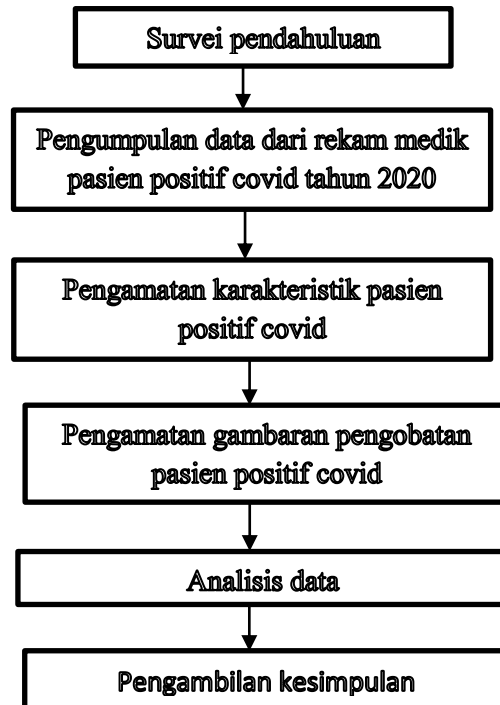 Survei pendahuluan
Pengumpulan data dari rekam medik
pasien positif covid tahun 2020
Pengamatan karakteristik pasien
positif covid
Pengamatan gambaran pengobatan
pasien positif covid
Analisis data
Pengambilan kesimpulan